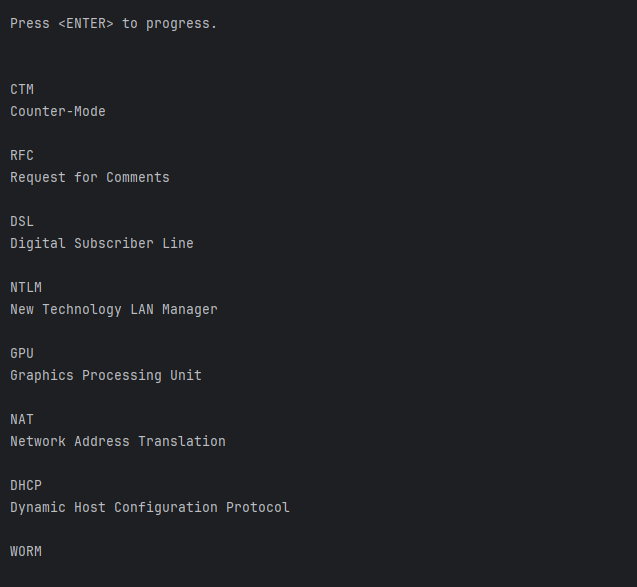 Press <ENTER> to progress.
CTM
Counter-Mode
RFC
Request for Comments
DSL
Digital Subscriber Line
NTLM
New Technology LAN Manager
GPU
Graphics Processing Unit
NAT
Network Address Translation
DHCP
Dynamic Host Configuration Protocol
WORM